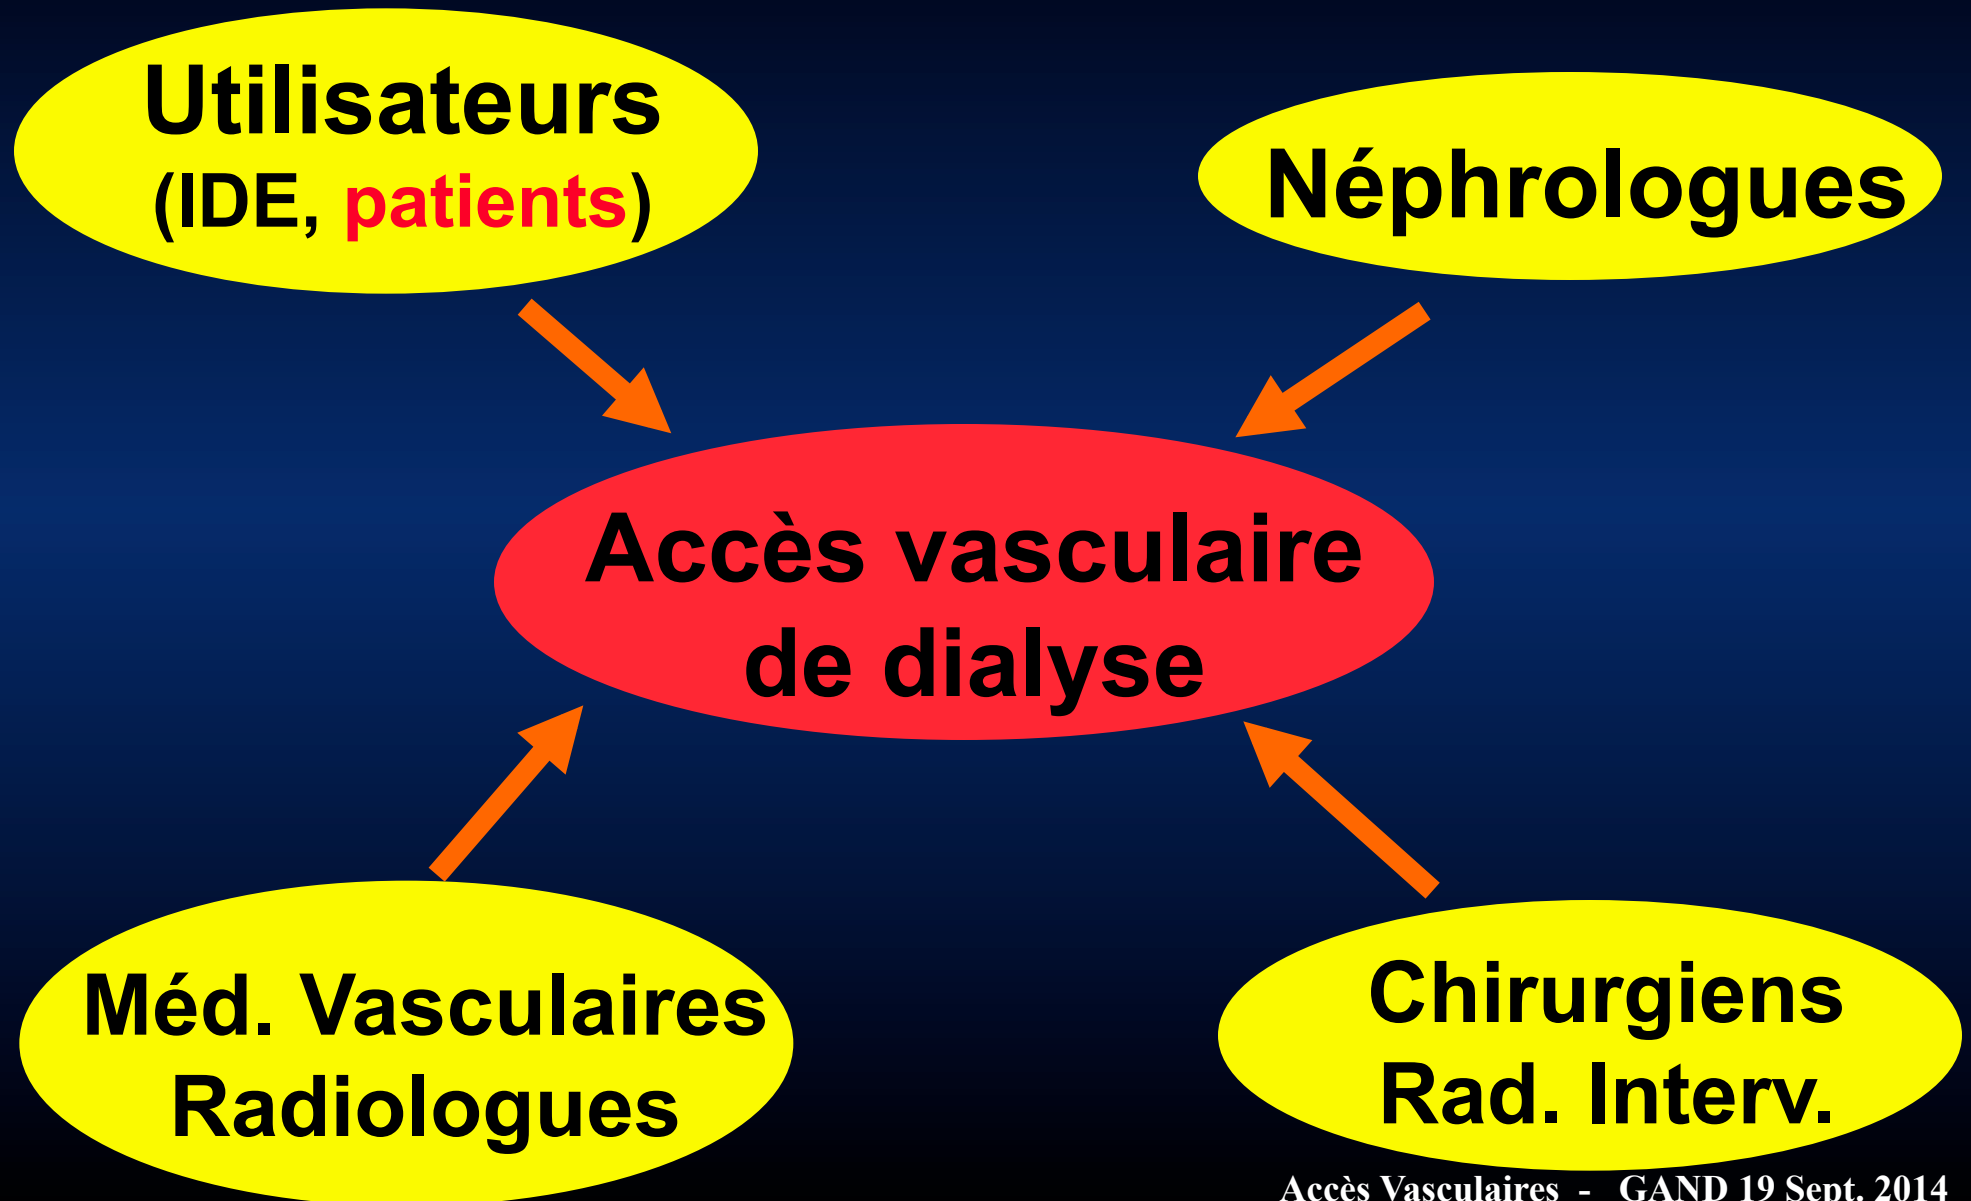 Utilisateurs
(IDE, patients)
Néphrologues
Accès vasculaire
de dialyse
Méd. Vasculaires
Radiologues
Chirurgiens
Rad. Interv.
Accès Vasculaires - GAND 19 Sept. 2014